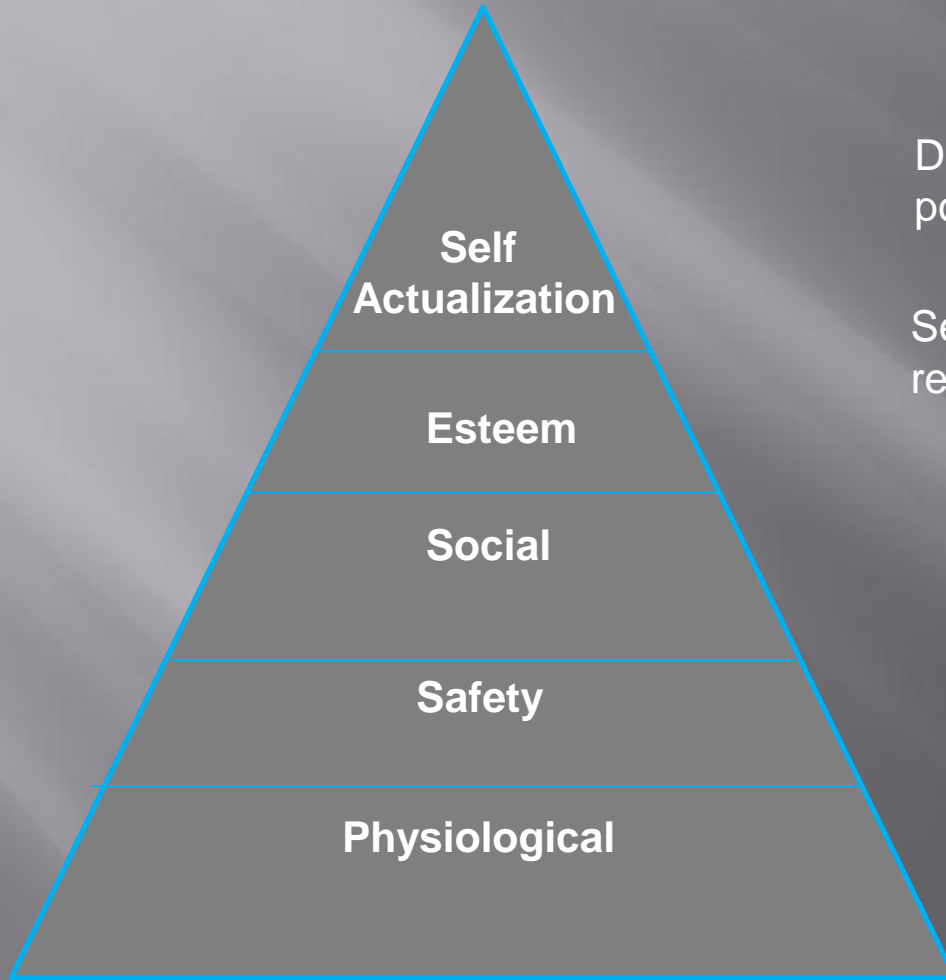 Self
Actualization
Esteem
Social
Safety
Physiological